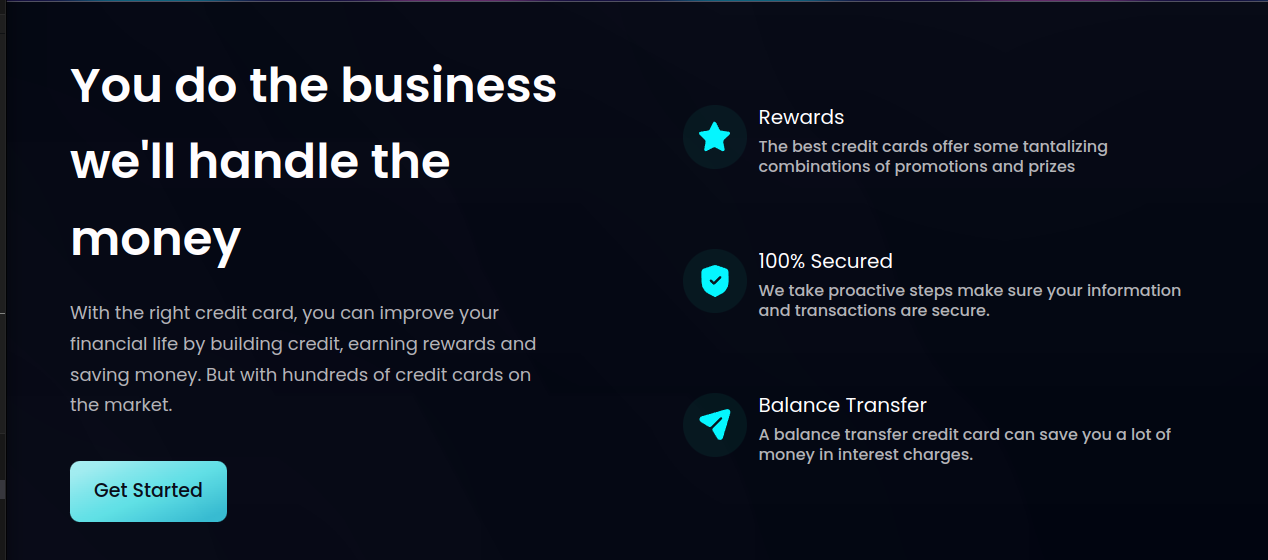 You do the business
we'll handle the
money
With the right credit card, you can improve your
financial life by building credit, earning rewards and
saving money. But with hundreds of credit cards on
the market.
Get Started
Rewards
The best credit cards offer some tantalizing
combinations of promotions and prizes
100% Secured
We take proactive steps make sure your information
and transactions are secure.
Balance Transfer
A balance transfer credit card can save you a lot of
money in interest charges.